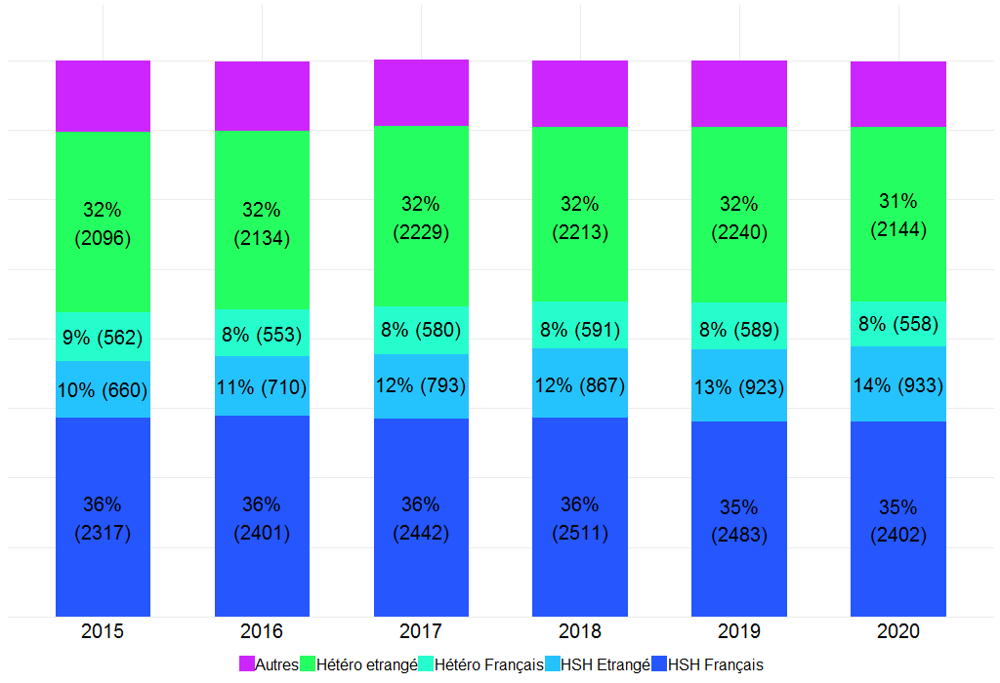 32% 32% 32% 32% 32% 31%
(2096) (2134) (2229) (2213) (2240) (2144)
9% (562) 8% (553) 8% (580) 8% (591) 8% (589) 8% (558)
10% (660) 11% (710) 12% (793) 12% (867) 13% (923) 14% (933)
36% 36% 36% 36% 35% 35%
(2317) (2401) (2442) (2511) (2483) (2402)
2015 2016 2017 2018 2019 2020
Autres Hétéro etrangé Hétéro Français HSH Etrangé HSH Français